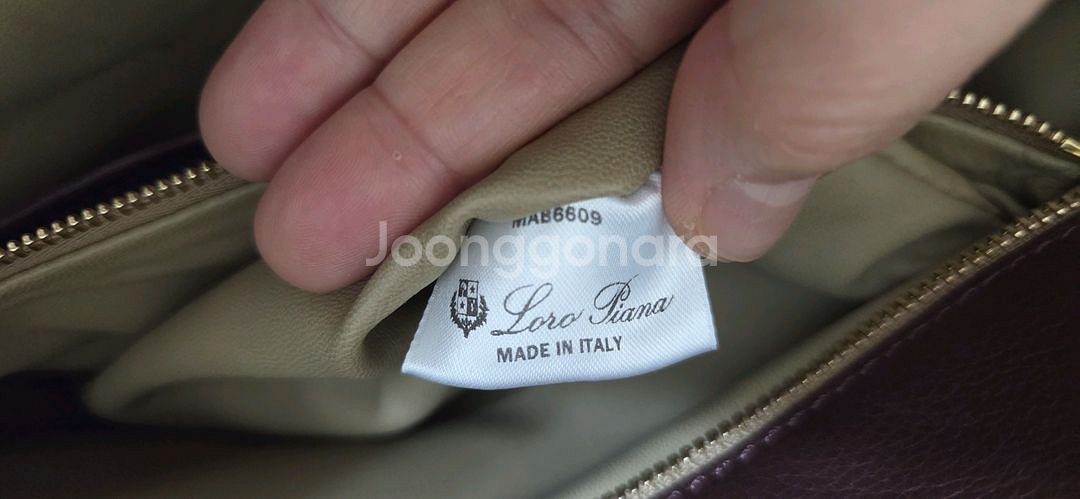 MAB6609
Joonggonara
Loro Piana
MADE IN ITALY